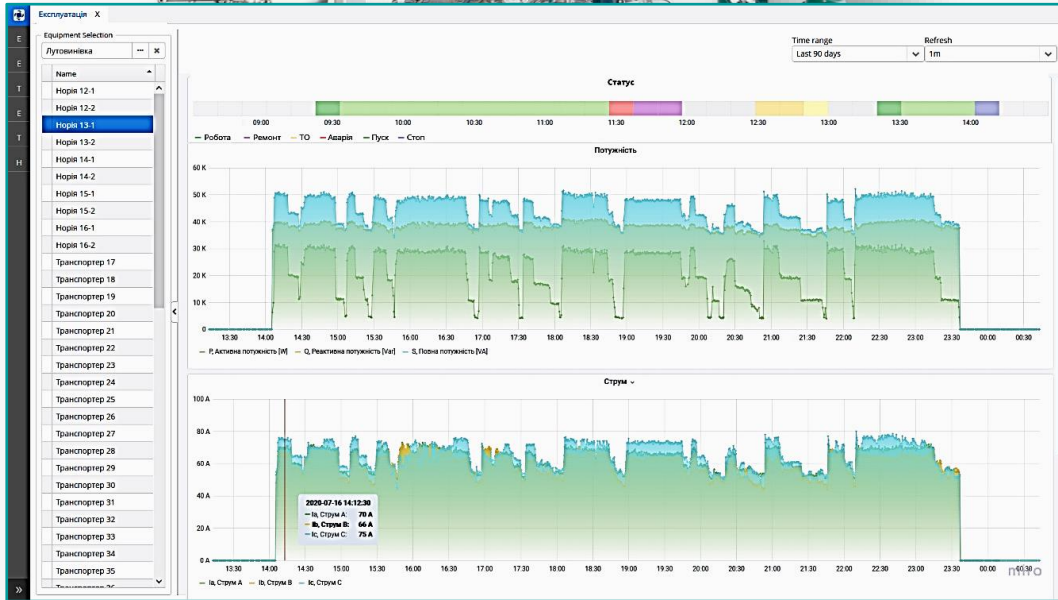 Експлуатація X
Equipment Selection
Лутовинівка
Name
Норія 12-1
Норія 12-2
Норія 13-1
Норія 13-2
Норія 14-1
Норія 14-2
Норія 15-1
Норія 15-2
Норія 16-1
Норія 16-2
Транспортер 17
Транспортер 18
Транспортер 19
Транспортер 20
Транспортер 21
Транспортер 22
Транспортер 23
Транспортер 24
Транспортер 25
Транспортер 26
Транспортер 27
Транспортер 28
Транспортер 29
Транспортер 30
Транспортер 31
Транспортер 32
Транспортер 33
Транспортер 34
Транспортер 35
E
E
T
E
T
H
Time range Refresh
Last 90 days 1m
Статус
09:00 09:30 10:00 10:30 11:00 11:30 12:00 12:30 13:00 13:30 14:00
Робота Ремонт ТО Аварія Пуск Стоп
Потужність
60 K
50 K
40 K
30 K
20 K
10 K
0
13:30 14:00 14:30 15:00 15:30 16:00 16:30 17:00 17:30 18:00 18:30 19:00 19:30 20:00 20:30 21:00 21:30 22:00 22:30 23:00 23:30 00:00 00:30
P, Активна потужність [W] Q, Реактивна потужність [Var] S, Повна потужність [VA]
Струм
100 A
80 A
60 A
40 A
20 A
0 A
2020-07-16 14:12:30
Ia, Струм A: 70 A
Ib, Струм B: 66 A
Ic, Струм C: 75 A
13:30 14:00 14:30 15:00 15:30 16:00 16:30 17:00 17:30 18:00 18:30 19:00 19:30 20:00 20:30 21:00 21:30 22:00 22:30 23:00 23:30 00:00 00:30
Ia, Струм A Ib, Струм B Ic, Струм C
miro